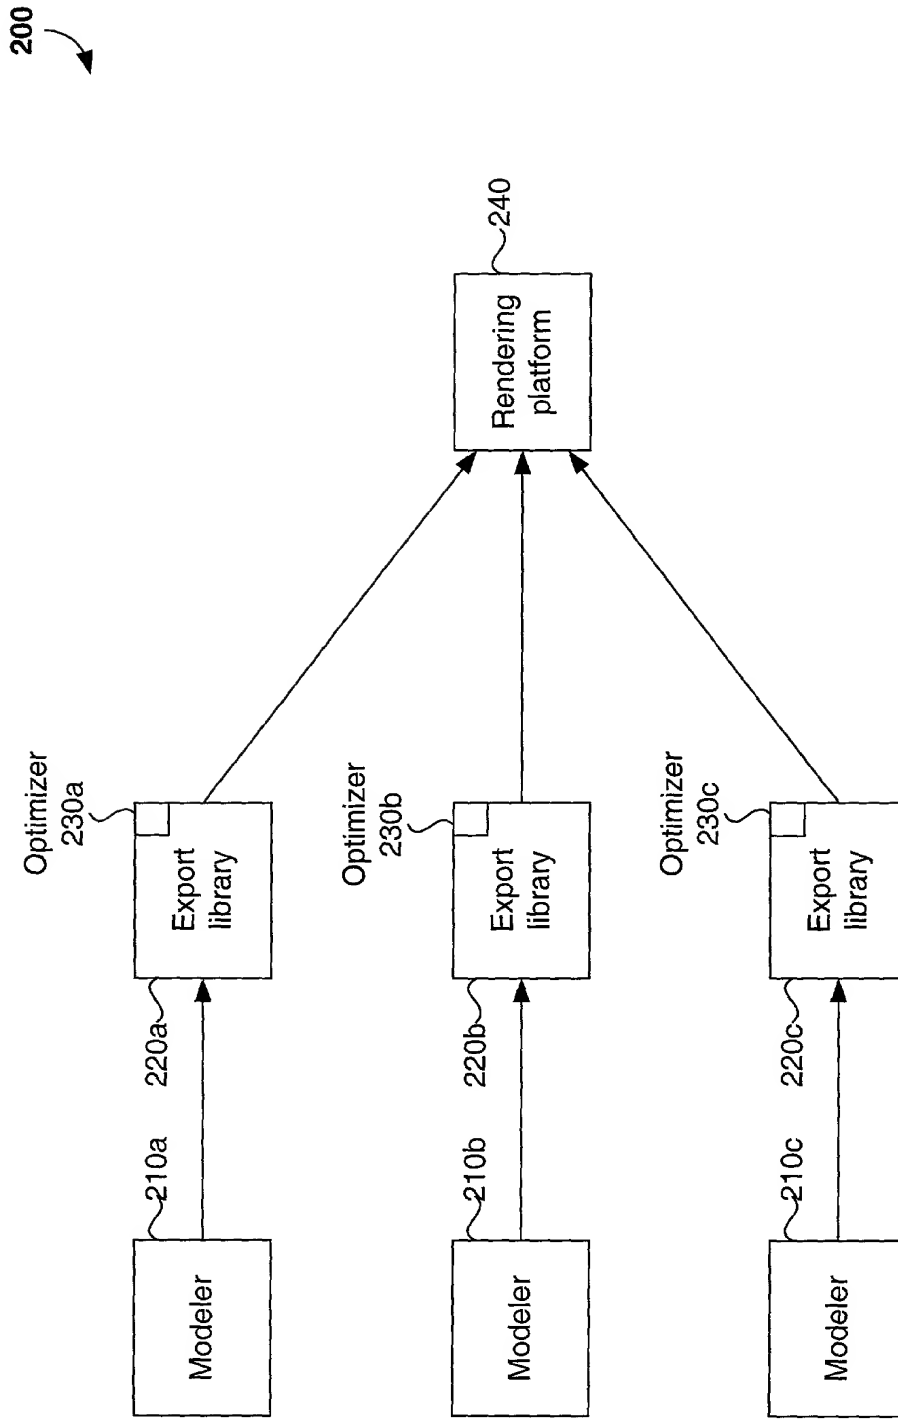 200
Optimizer
230a
Optimizer
230b
Optimizer
230c
Modeler
210a
Export
library
220a
Modeler
210b
Export
library
220b
Modeler
210c
Export
library
220c
Rendering
platform
240